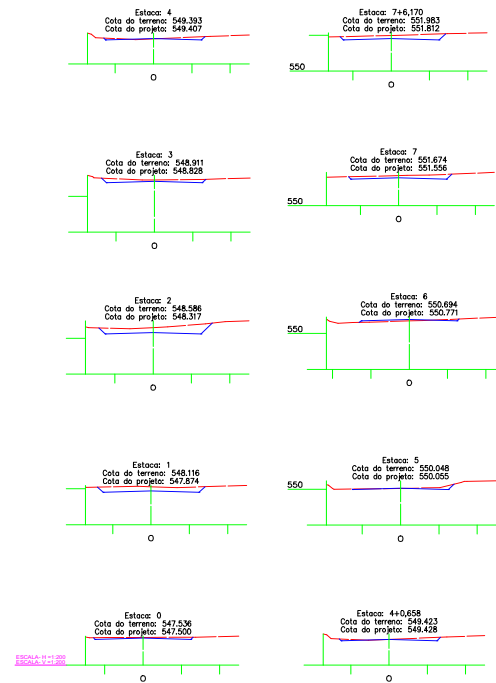 Estaca: 4
Cota do terreno: 549.393
Cota do projeto: 549.407
O
Estaca: 7+6,170
Cota do terreno: 551.983
Cota do projeto: 551.812
550
O
Estaca: 3
Cota do terreno: 548.911
Cota do projeto: 548.828
O
Estaca: 7
Cota do terreno: 551.674
Cota do projeto: 551.556
550
O
Estaca: 2
Cota do terreno: 548.586
Cota do projeto: 548.317
O
Estaca: 6
Cota do terreno: 550.694
Cota do projeto: 550.771
550
O
Estaca: 1
Cota do terreno: 548.116
Cota do projeto: 547.874
O
Estaca: 5
Cota do terreno: 550.048
Cota do projeto: 550.055
550
O
Estaca: 0
Cota do terreno: 547.536
Cota do projeto: 547.500
O
ESCALA- H =1:200
ESCALA- V =1:200
Estaca: 4+0,658
Cota do terreno: 549.423
Cota do projeto: 549.428
O